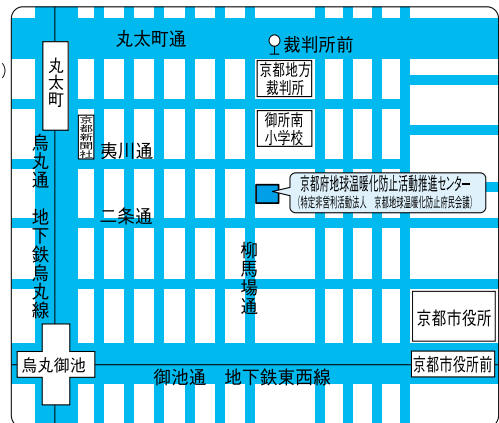 丸太町通
裁判所前
)
丸太町
京都地方
裁判所
京都新聞社
御所南
小学校
夷川通
烏丸通 地下鉄烏丸線
京都府地球温暖化防止活動推進センター
(特定非営利活動法人 京都地球温暖化防止府民会議)
二条通
柳馬場通
京都市役所
烏丸御池
御池通 地下鉄東西線
京都市役所前